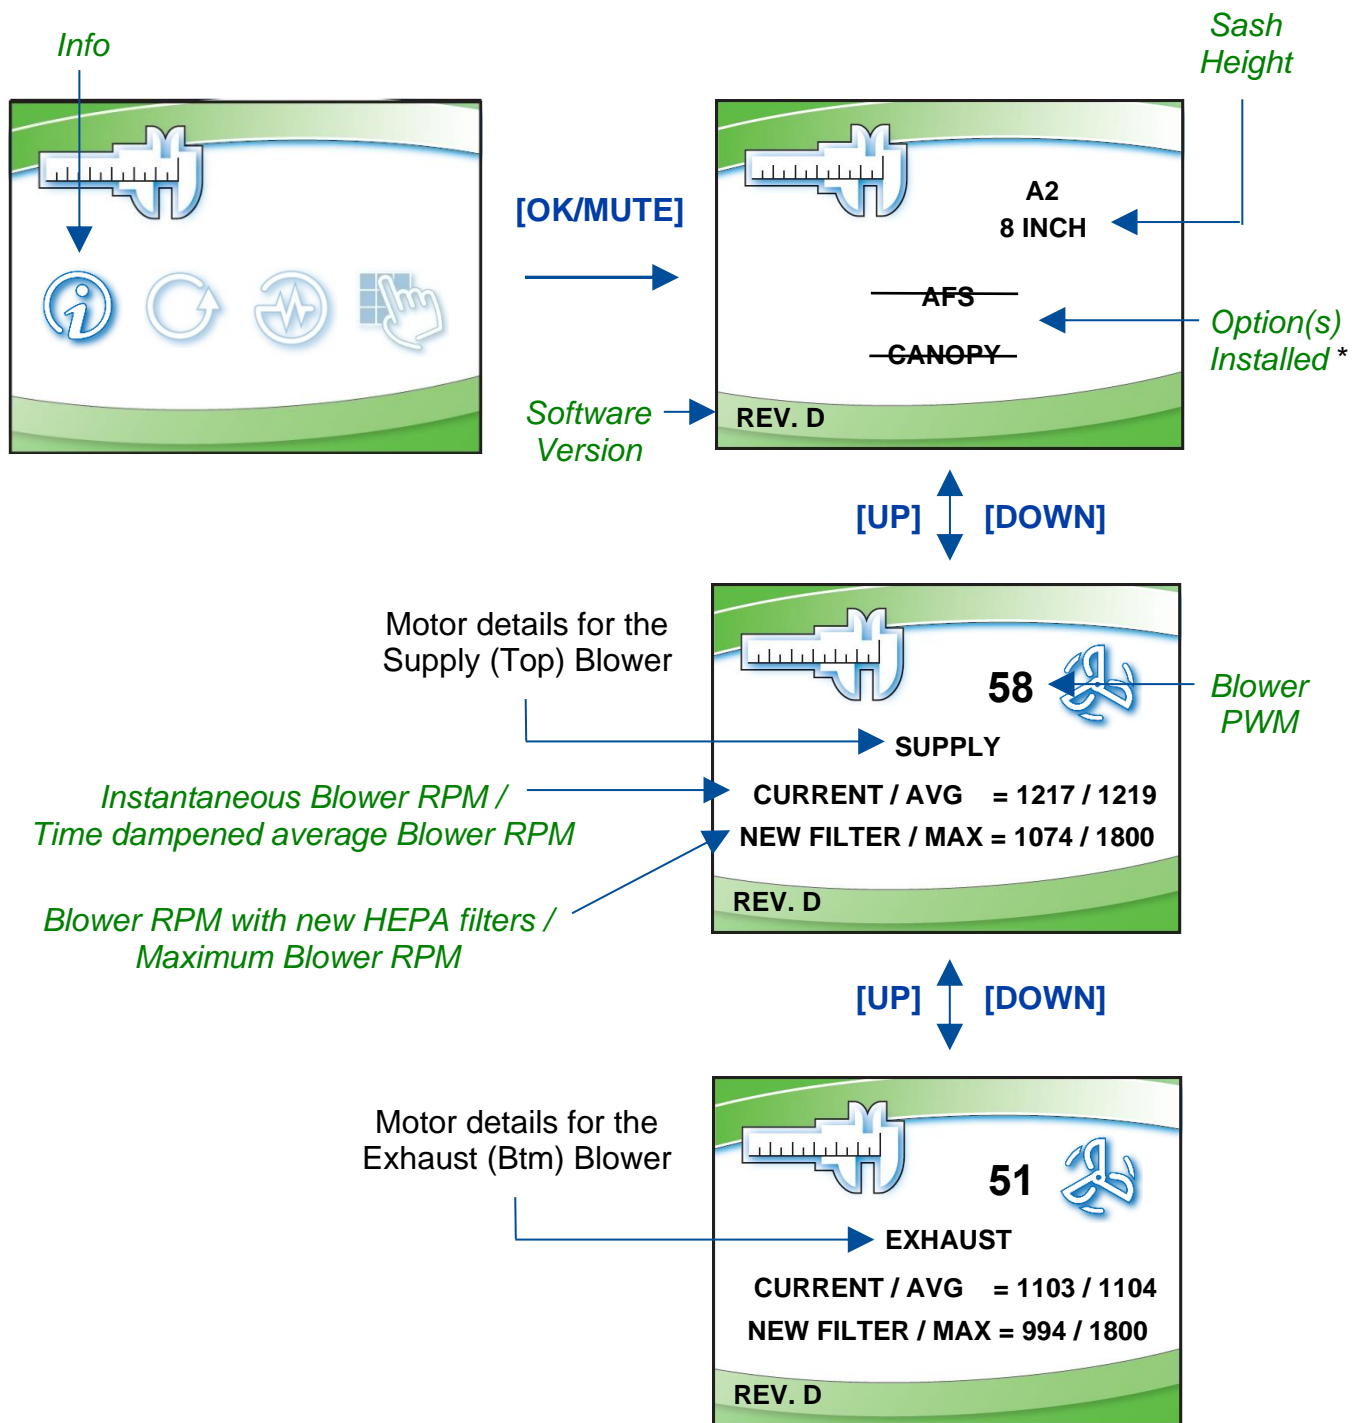 Info
Sash
Height
[OK/MUTE]
A2
8 INCH
AFS
CANOPY
Option(s)
Installed *
Software
Version
REV. D
[UP] [DOWN]
Motor details for the
Supply (Top) Blower
58
Blower
PWM
SUPPLY
Instantaneous Blower RPM /
Time dampened average Blower RPM
CURRENT / AVG = 1217 / 1219
NEW FILTER / MAX = 1074 / 1800
Blower RPM with new HEPA filters /
Maximum Blower RPM
REV. D
[UP] [DOWN]
Motor details for the
Exhaust (Btm) Blower
51
EXHAUST
CURRENT / AVG = 1103 / 1104
NEW FILTER / MAX = 994 / 1800
REV. D